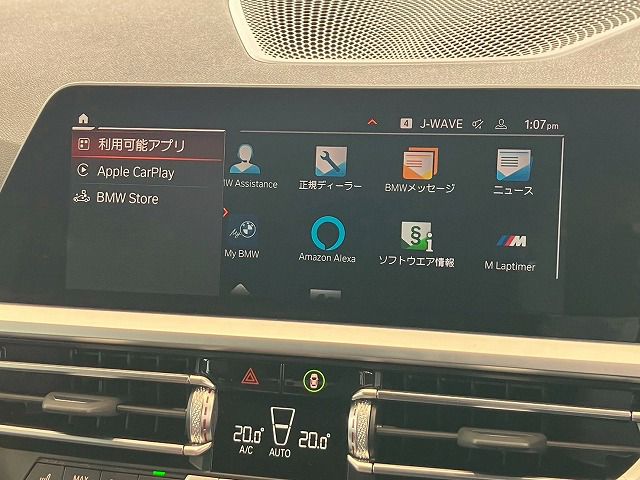 4 J-WAVE 1:07pm
利用可能アプリ
Apple CarPlay
BMW Store
W Assistance
正規ディーラー
BMWメッセージ
ニュース
My BMW
Amazon Alexa
ソフトウエア情報
M Laptimer
20.0 20.0
A/C AUTO
MAX